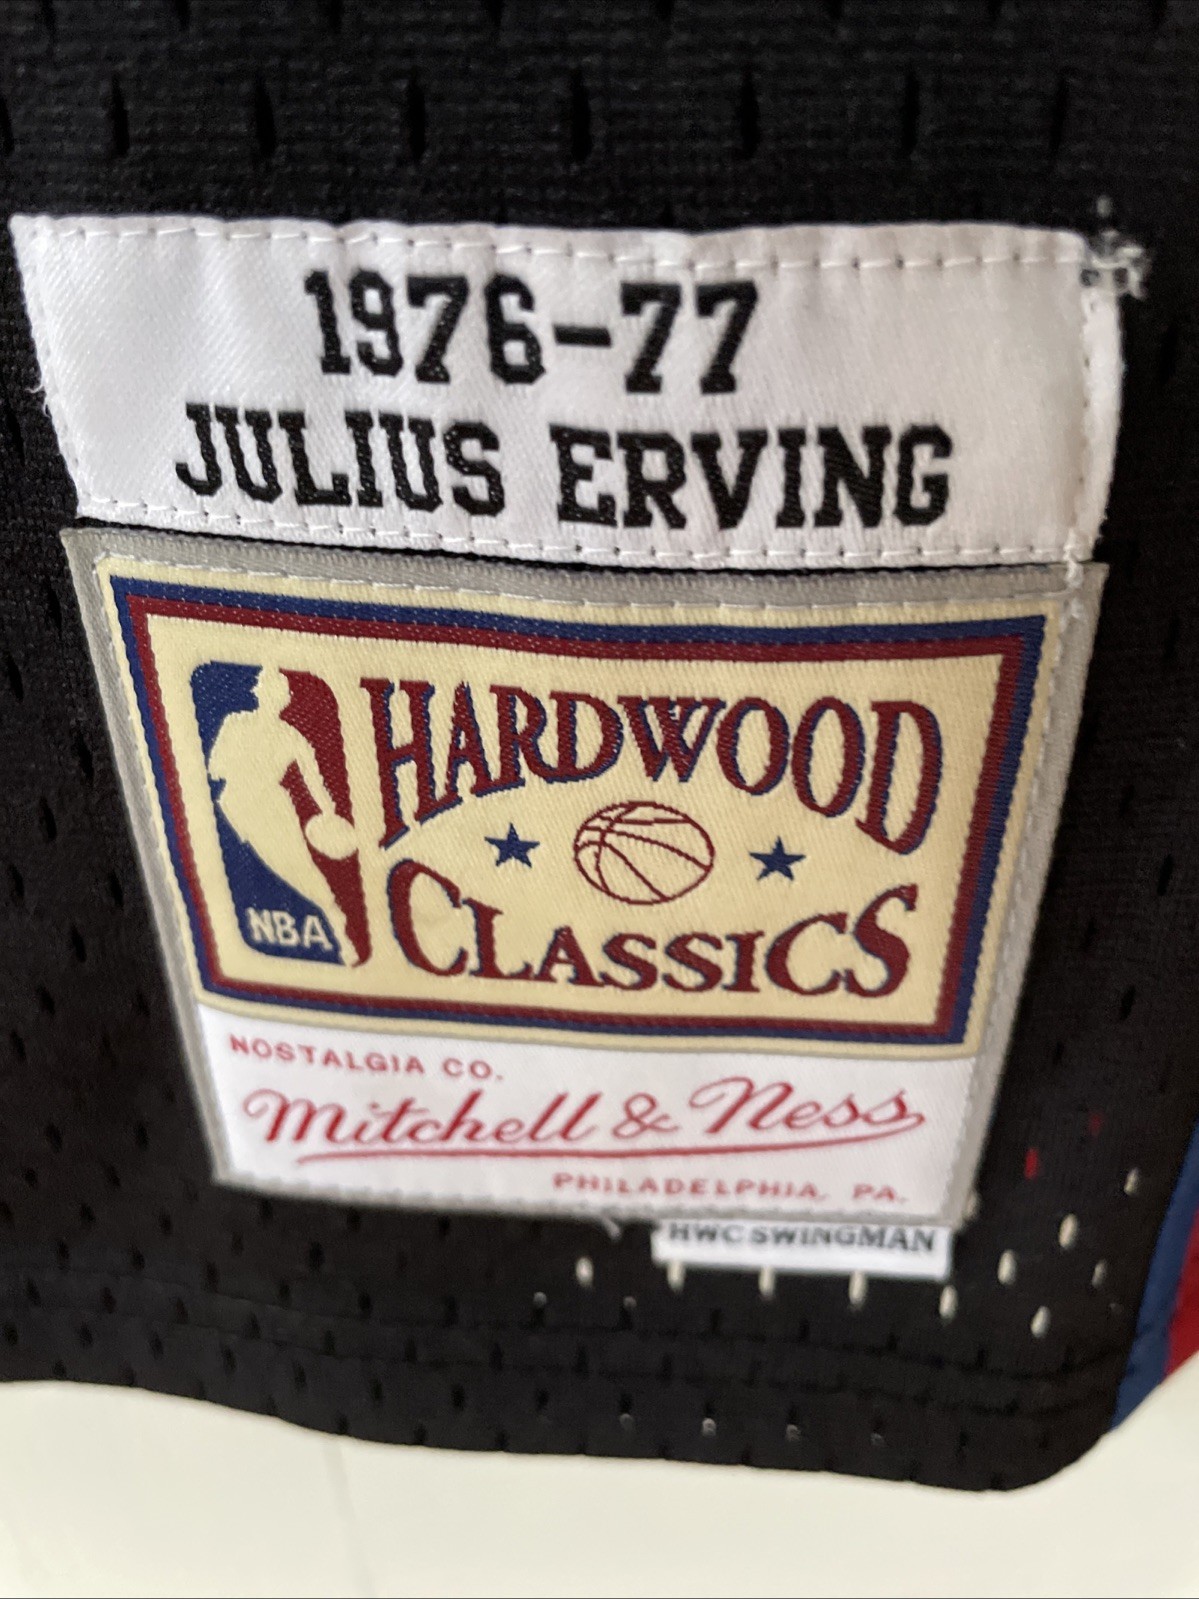 1976-77
JULIUS ERVING
HARDWOOD
CLASSICS
NBA
NOSTALGIA CO.
Mitchell & Ness
PHILADELPHIA, PA.
HWC SWINGMAN